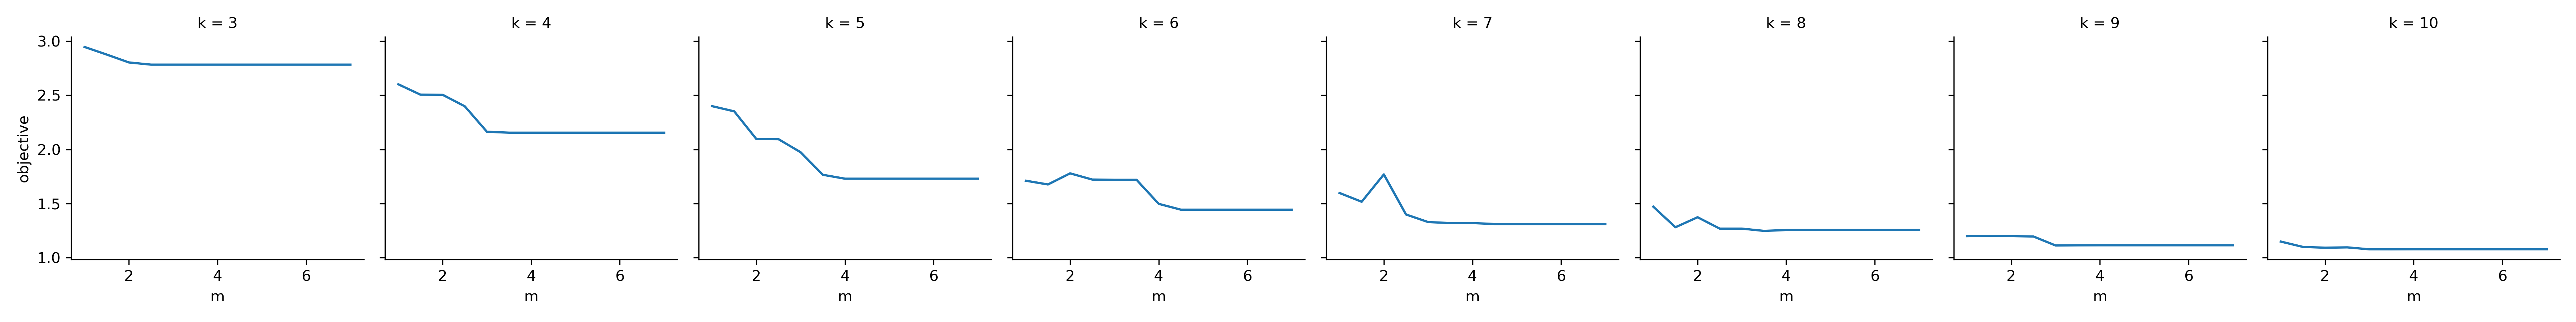 k = 3
k = 4
k = 5
k = 6
k = 7
k = 8
k = 9
k = 10
objective
3.0
2.5
2.0
1.5
1.0
2 4 6
2 4 6
2 4 6
2 4 6
2 4 6
2 4 6
2 4 6
2 4 6
m
m
m
m
m
m
m
m